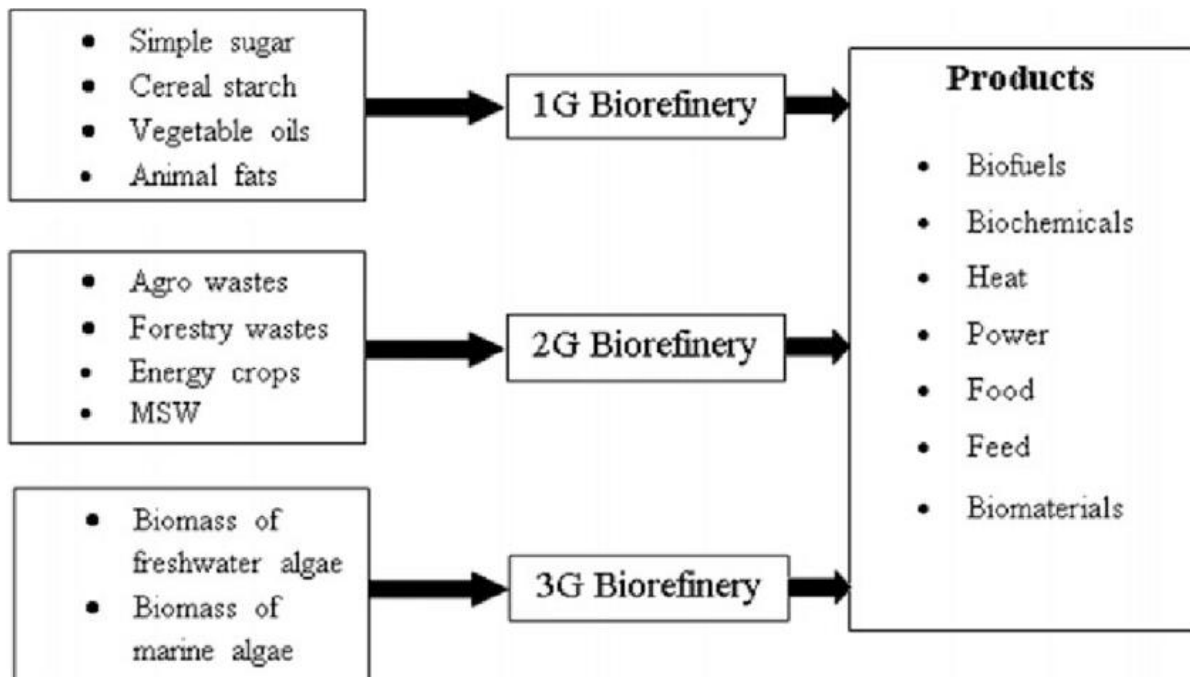 • Simple sugar
• Cereal starch
• Vegetable oils
• Animal fats
1G Biorefinery
• Agro wastes
• Forestry wastes
• Energy crops
• MSW
2G Biorefinery
• Biomass of
freshwater algae
• Biomass of
marine algae
3G Biorefinery
Products
• Biofuels
• Biochemicals
• Heat
• Power
• Food
• Feed
• Biomaterials